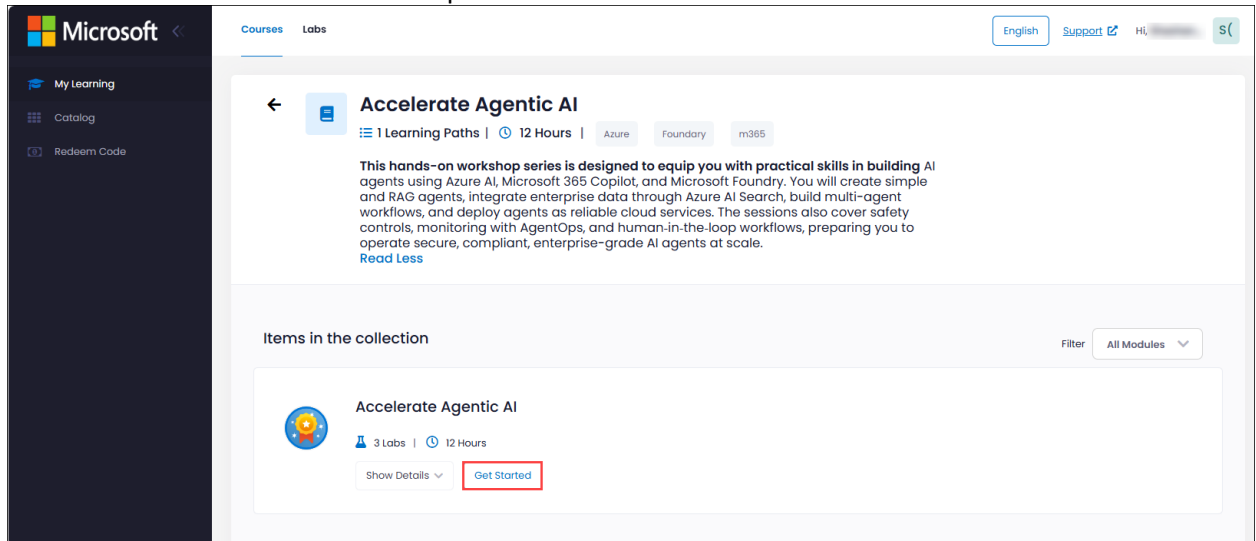 Microsoft
Courses Labs
English Support Hi, S(
My Learning
Catalog
Redeem Code
Accelerate Agentic AI
1 Learning Paths | 12 Hours | Azure Foundary m365
This hands-on workshop series is designed to equip you with practical skills in building AI
agents using Azure AI, Microsoft 365 Copilot, and Microsoft Foundry. You will create simple
and RAG agents, integrate enterprise data through Azure AI Search, build multi-agent
workflows, and deploy agents as reliable cloud services. The sessions also cover safety
controls, monitoring with AgentOps, and human-in-the-loop workflows, preparing you to
operate secure, compliant, enterprise-grade AI agents at scale.
Read Less
Items in the collection
Filter All Modules
Accelerate Agentic AI
3 Labs | 12 Hours
Show Details Get Started